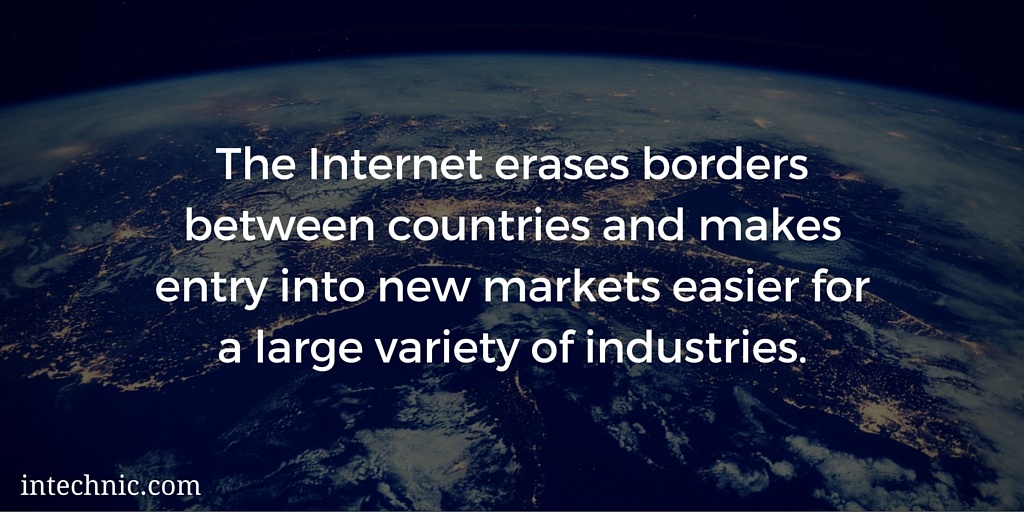 The Internet erases borders
between countries and makes
entry into new markets easier for
a large variety of industries.
intechnic.com